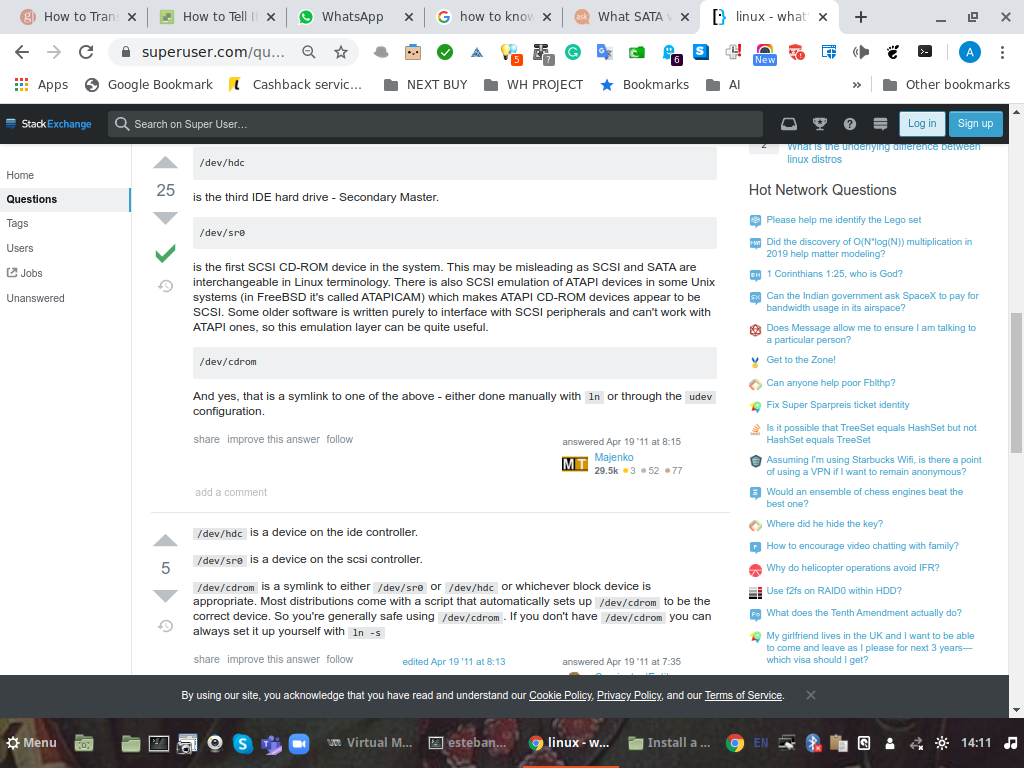 How to Tran
How to Tell I
WhatsApp
how to know
What SATA v
linux - what'
superuser.com/qu...
5
?
6
New
A
Apps
Google Bookmark
Cashback servic...
NEXT BUY
WH PROJECT
Bookmarks
AI
»
Other bookmarks
StackExchange
Search on Super User...
Log in
Sign up
Home
Questions
Tags
Users
Jobs
Unanswered
/dev/hdc
25
is the third IDE hard drive - Secondary Master.
/dev/sr0
is the first SCSI CD-ROM device in the system. This may be misleading as SCSI and SATA are
interchangeable in Linux terminology. There is also SCSI emulation of ATAPI devices in some Unix
systems (in FreeBSD it's called ATAPICAM) which makes ATAPI CD-ROM devices appear to be
SCSI. Some older software is written purely to interface with SCSI peripherals and can't work with
ATAPI ones, so this emulation layer can be quite useful.
/dev/cdrom
And yes, that is a symlink to one of the above - either done manually with ln or through the udev
configuration.
share improve this answer follow
answered Apr 19 '11 at 8:15
MT
Majenko
29.5k 3 52 77
add a comment
/dev/hdc is a device on the ide controller.
5
/dev/sr0 is a device on the scsi controller.
/dev/cdrom is a symlink to either /dev/sr0 or /dev/hdc or whichever block device is
appropriate. Most distributions come with a script that automatically sets up /dev/cdrom to be the
correct device. So you're generally safe using /dev/cdrom. If you don't have /dev/cdrom you can
always set it up yourself with ln -s
share improve this answer follow
edited Apr 19 '11 at 8:13
answered Apr 19 '11 at 7:35
2
What is the underlying difference between
linux distros
Hot Network Questions
Please help me identify the Lego set
Did the discovery of O(N*log(N)) multiplication in
2019 help matter modeling?
1 Corinthians 1:25, who is God?
Can the Indian government ask SpaceX to pay for
bandwidth usage in its airspace?
Does Message allow me to ensure I am talking to
a particular person?
Get to the Zone!
Can anyone help poor Fblthp?
Fix Super Sparpreis ticket identity
Is it possible that TreeSet equals HashSet but not
HashSet equals TreeSet
Assuming I'm using Starbucks Wifi, is there a point
of using a VPN if I want to remain anonymous?
Would an ensemble of chess engines beat the
best one?
Where did he hide the key?
How to encourage video chatting with family?
Why do helicopter operations avoid IFR?
Use f2fs on RAID0 within HDD?
What does the Tenth Amendment actually do?
My girlfriend lives in the UK and I want to be able
to come and leave as I please for next 3 years—
which visa should I get?
By using our site, you acknowledge that you have read and understand our Cookie Policy, Privacy Policy, and our Terms of Service.
Menu
Virtual M...
esteban...
linux - w...
Install a ...
EN
14:11